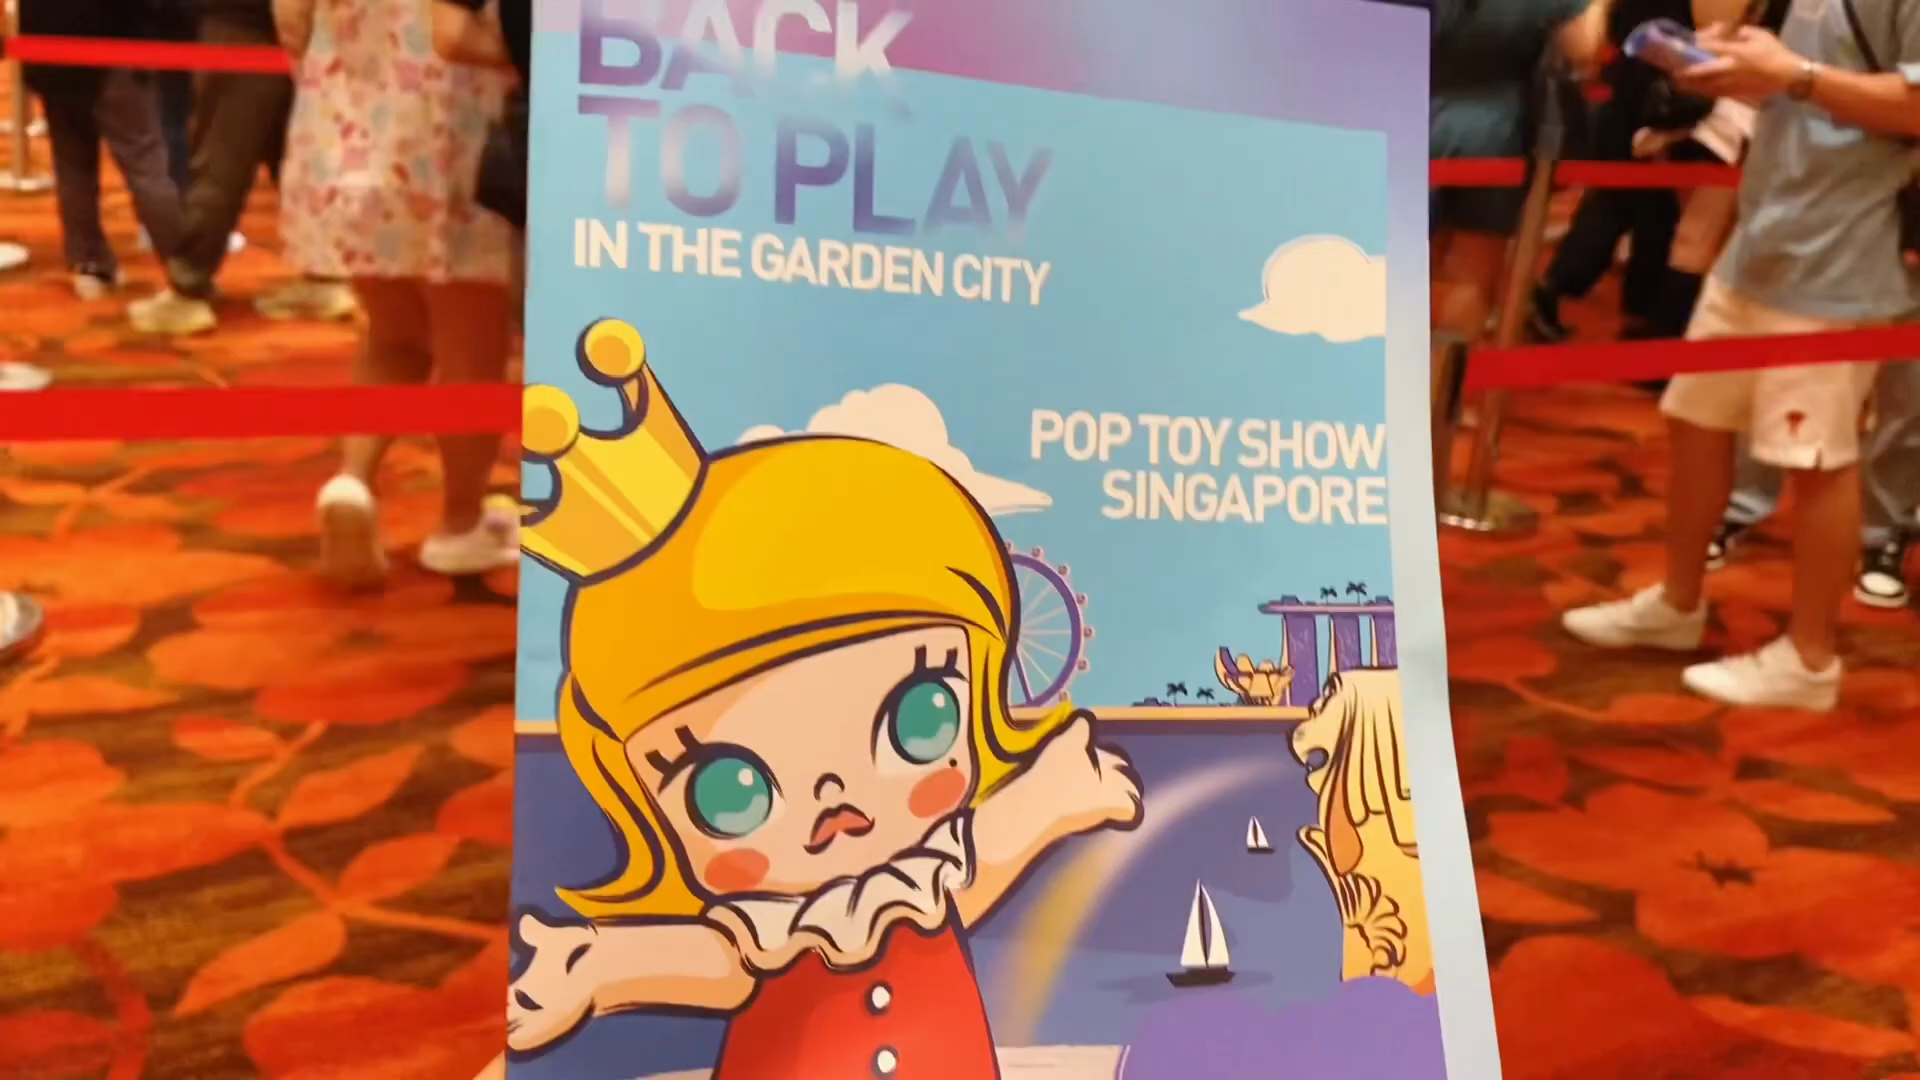 BACK
TO PLAY
IN THE GARDEN CITY
POP TOY SHOW
SINGAPORE